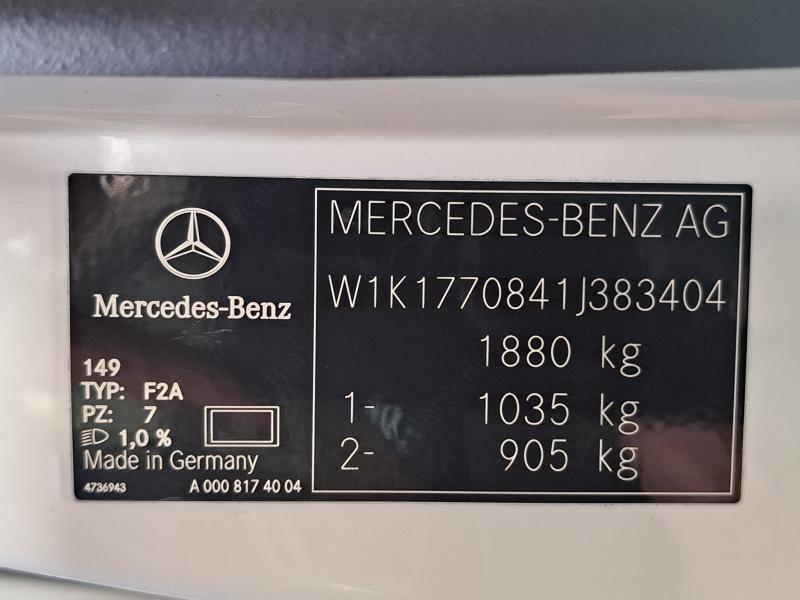 Mercedes-Benz
149
TYP: F2A
PZ: 7
1,0 %
Made in Germany
4736943 A 000 817 40 04
MERCEDES-BENZ AG
W1K1770841J383404
1880 kg
1- 1035 kg
2- 905 kg